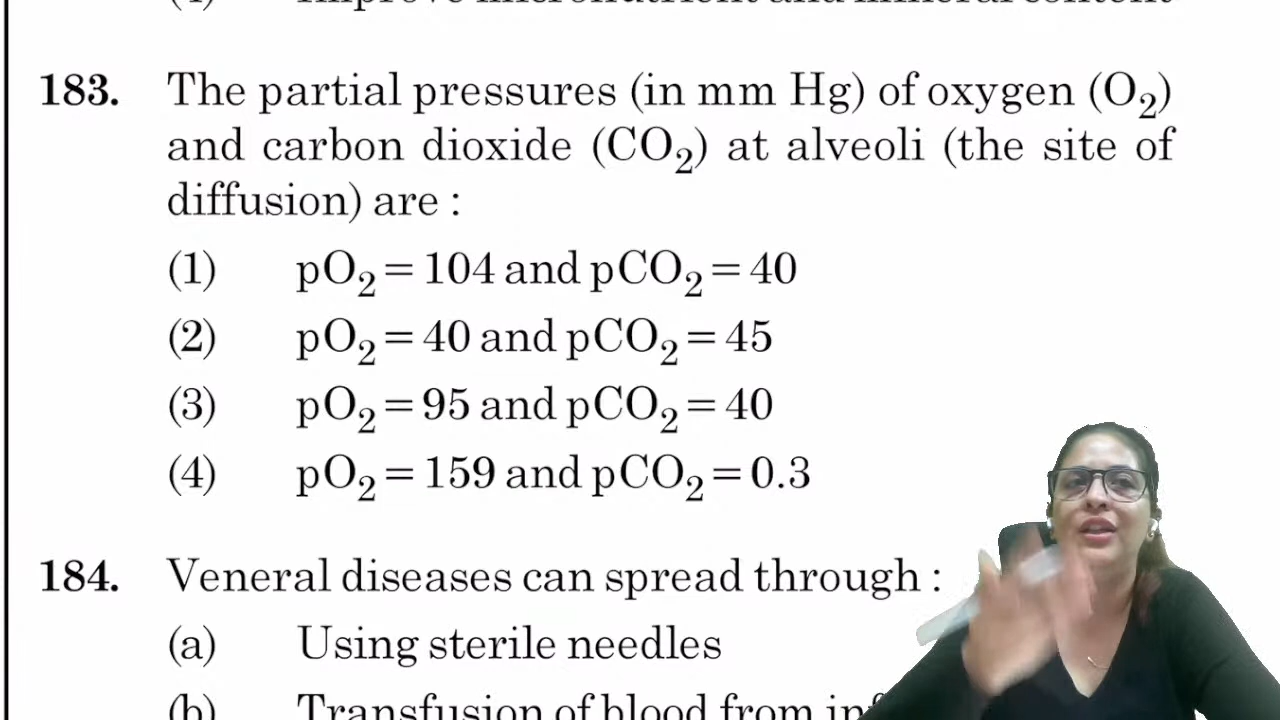 183. The partial pressures (in mm Hg) of oxygen (O₂)
and carbon dioxide (CO₂) at alveoli (the site of
diffusion) are :
(1) pO₂ = 104 and pCO₂ = 40
(2) pO₂ = 40 and pCO₂ = 45
(3) pO₂ = 95 and pCO₂ = 40
(4) pO₂ = 159 and pCO₂ = 0.3
184. Veneral diseases can spread through :
(a) Using sterile needles
(b) Transfusion of blood from